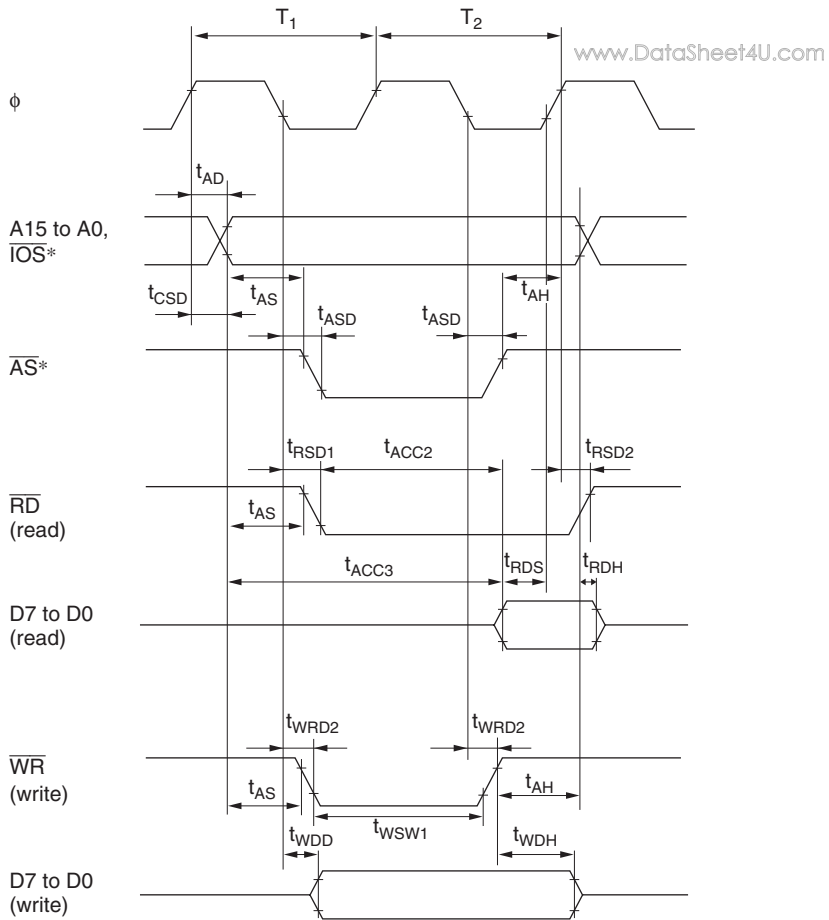 T1 T2
www.DataSheet4U.com
φ
tAD
A15 to A0,
IOS*
tCSD tAS tAH
tASD tASD
AS*
tRSD1 tACC2 tRSD2
RD
(read)
tAS
tACC3 tRDS tRDH
D7 to D0
(read)
tWRD2 tWRD2
WR
(write)
tAS tAH
tWSW1
tWDD tWDH
D7 to D0
(write)